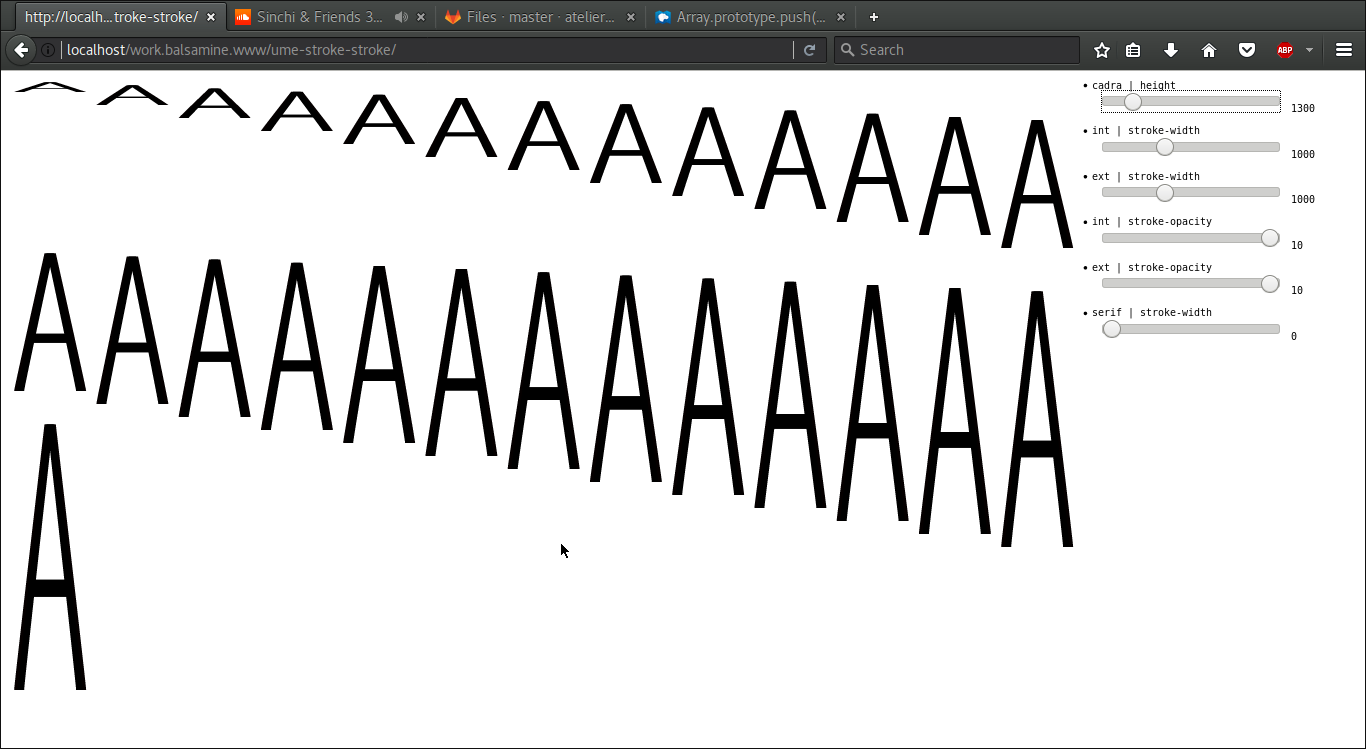 http://localh...troke-stroke/
Sinchi & Friends 3...
Files · master · atelier...
Array.prototype.push(...
localhost/work.balsamine.www/ume-stroke-stroke/
Search
ABP
A A A A A A A A A A A A A
A A A A A A A A A A A A A
A
• cadra | height
1300
• int | stroke-width
1000
• ext | stroke-width
1000
• int | stroke-opacity
10
• ext | stroke-opacity
10
• serif | stroke-width
0